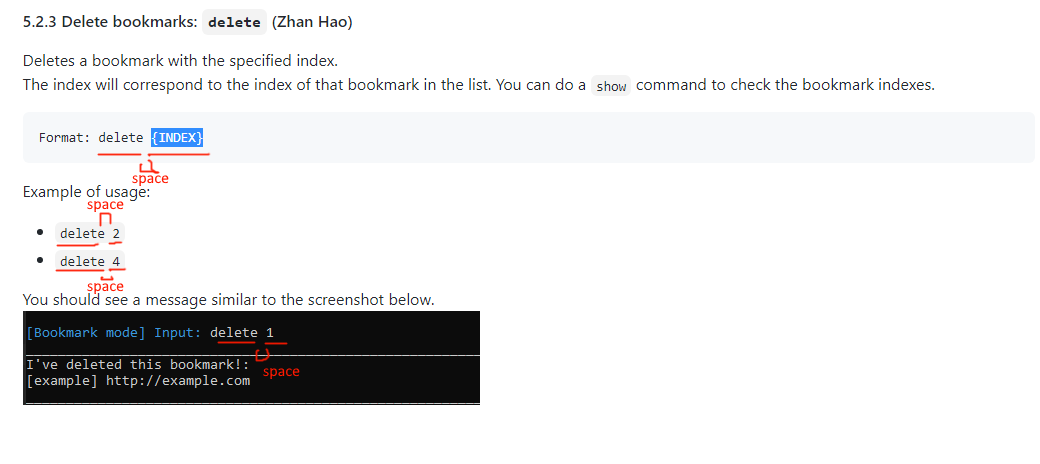 5.2.3 Delete bookmarks: delete (Zhan Hao)
Deletes a bookmark with the specified index.
The index will correspond to the index of that bookmark in the list. You can do a show command to check the bookmark indexes.
Format: delete {INDEX}
space
Example of usage:
space
delete 2
delete 4
space
You should see a message similar to the screenshot below.
[Bookmark mode] Input: delete 1
I've deleted this bookmark!:
space
[example] http://example.com